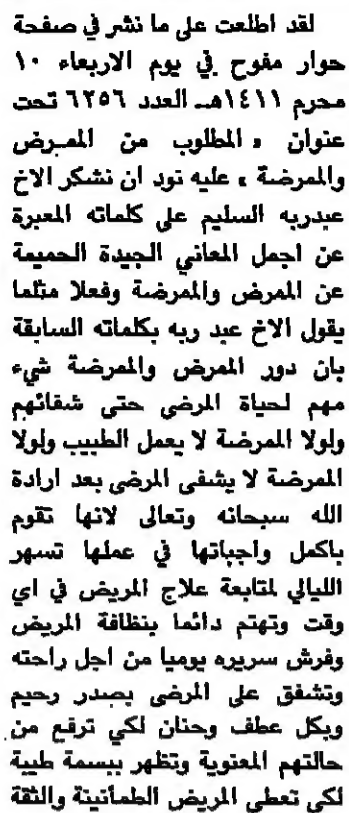 لقد اطلعت على ما نشر في صفحة
حوار مفوح في يوم الاربعاء ١٠
محرم ١٤١١هـ العدد ٦٢٥٦ تحت
عنوان « المطلوب من الممرض
والممرضة » عليه نود ان نشكر الاخ
عبدربه السليم على كلماته المعبرة
عن اجمل المعاني الجيدة الحميمة
عن الممرض والممرضة وفعلا مثلما
يقول الاخ عبد ربه بكلماته السابقة
بان دور الممرض والممرضة شيء
مهم لحياة المرضى حتى شفائهم
ولولا الممرضة لا يعمل الطبيب ولولا
الممرضة لا يشفى المرضى بعد ارادة
الله سبحانه وتعالى لانها تقوم
باكمل واجباتها في عملها تسهر
الليالي لمتابعة علاج المريض في اي
وقت وتهتم دائما بنظافة المريض
وفرش سريره يوميا من اجل راحته
وتشفق على المرضى بصدر رحيم
وبكل عطف وحنان لكي ترفع من
حالتهم المعنوية وتظهر ببسمة طيبة
لكي تعطي المريض الطمأنينة والثقة